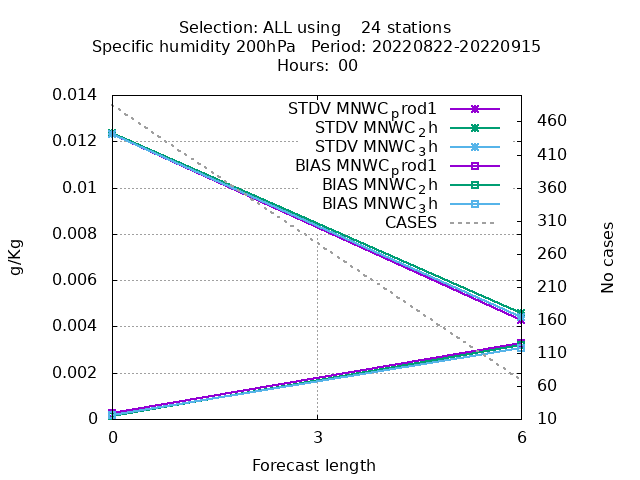 Selection: ALL using    24 stations
Specific humidity 200hPa   Period: 20220822-20220915
Hours: 00
STDV MNWC_prod1
STDV MNWC_2h
STDV MNWC_3h
BIAS MNWC_prod1
BIAS MNWC_2h
BIAS MNWC_3h
CASES
0.014
0.012
0.01
0.008
0.006
0.004
0.002
0
g/Kg
460
410
360
310
260
210
160
110
60
10
No cases
0 3 6
Forecast length